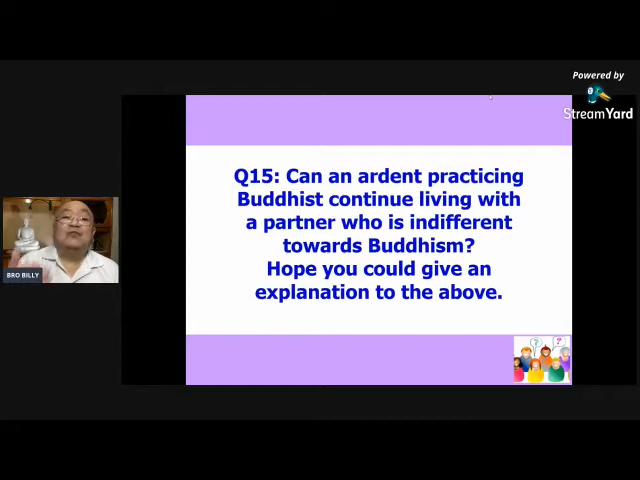 Powered by
StreamYard
Q15: Can an ardent practicing
Buddhist continue living with
a partner who is indifferent
towards Buddhism?
Hope you could give an
explanation to the above.
BRO BILLY
? ?